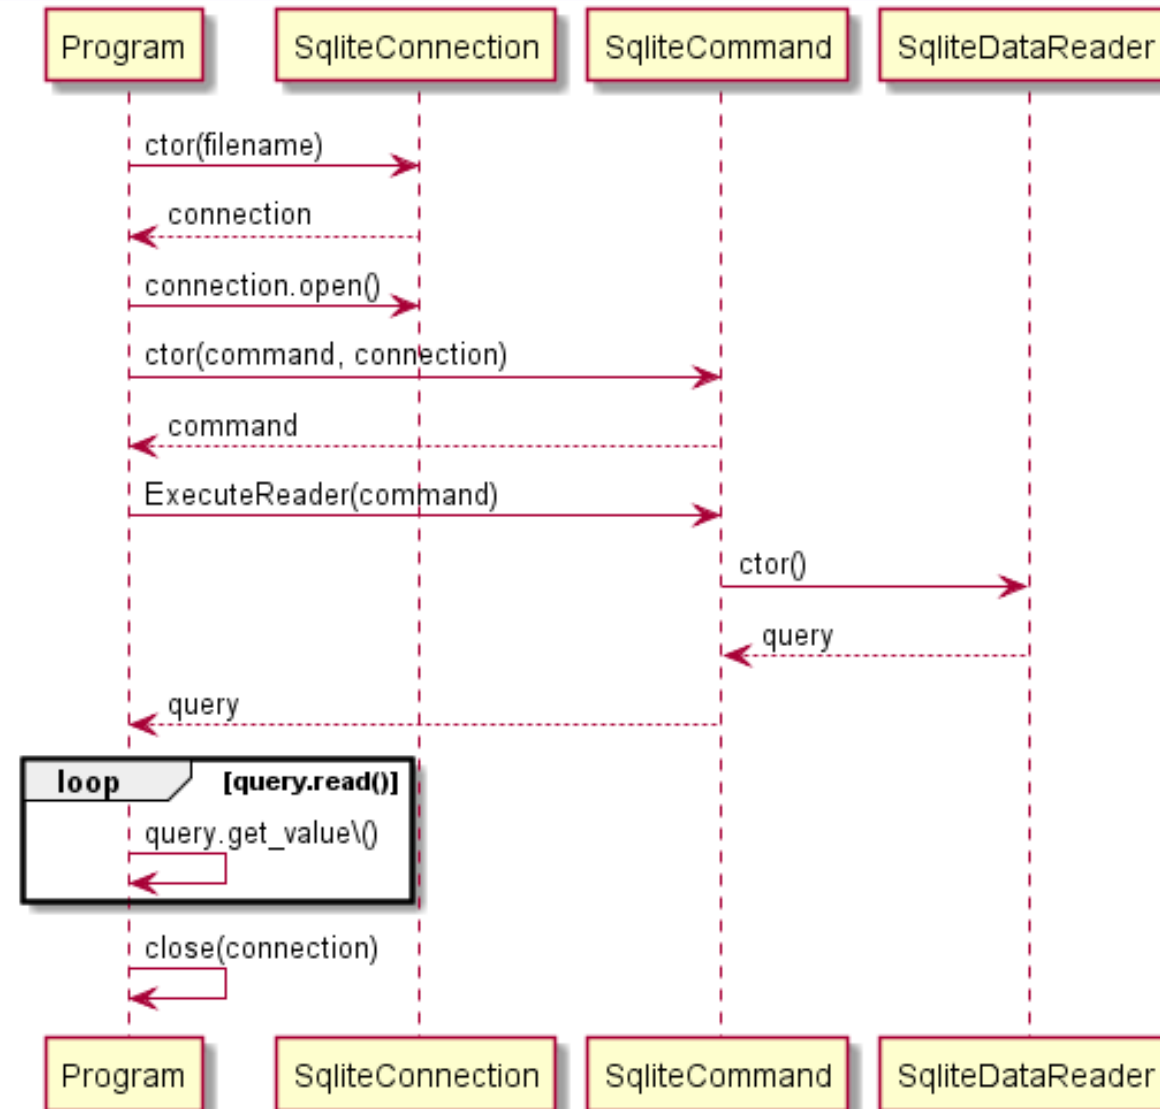 Program SqliteConnection SqliteCommand SqliteDataReader
ctor(filename)
connection
connection.open()
ctor(command, connection)
command
ExecuteReader(command)
ctor()
query
query
loop [query.read()]
query.get_value\()
close(connection)
Program SqliteConnection SqliteCommand SqliteDataReader